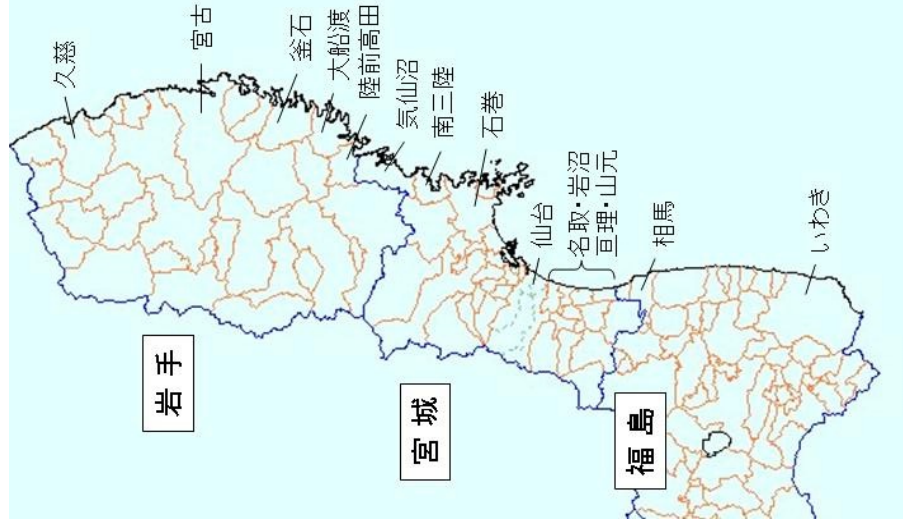 久慈
宮古
釜石
大船渡
陸前高田
気仙沼
南三陸
石巻
仙台
名取・岩沼
亘理・山元
相馬
いわき
岩手
宮城
福島